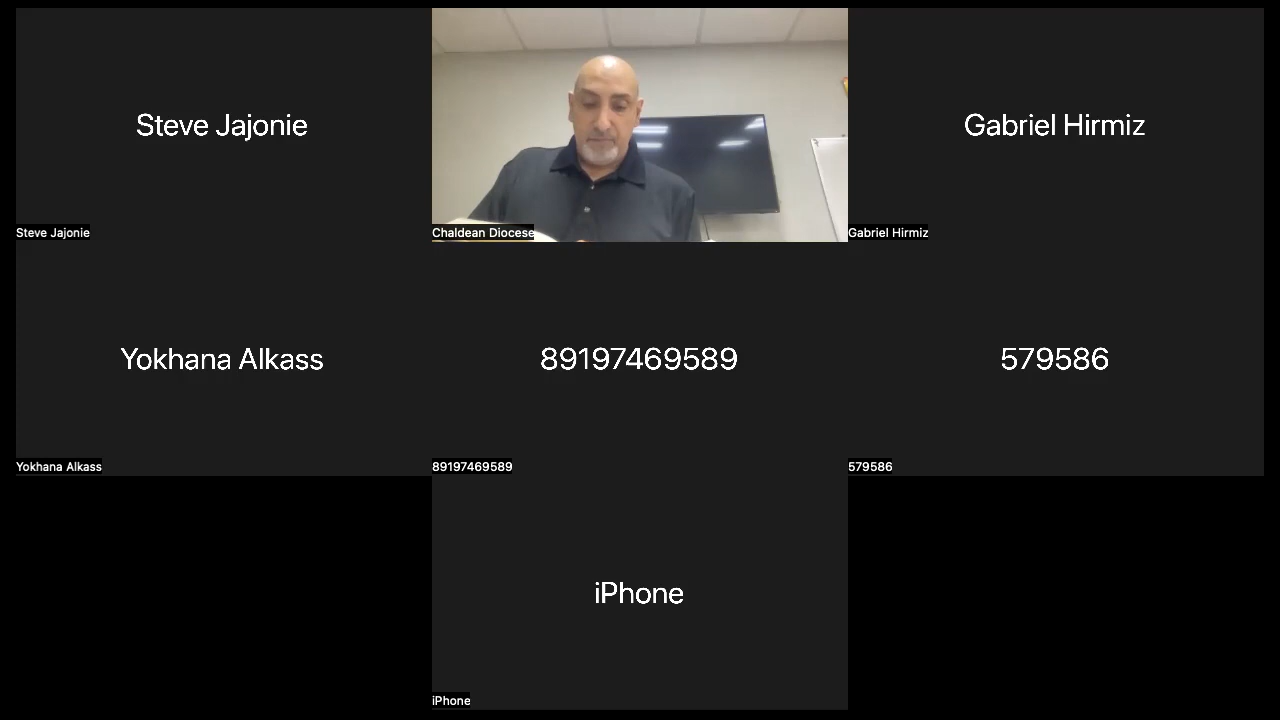 Steve Jajonie
Gabriel Hirmiz
Steve Jajonie
Chaldean Diocese
Gabriel Hirmiz
Yokhana Alkass
89197469589
579586
Yokhana Alkass
89197469589
579586
iPhone
iPhone